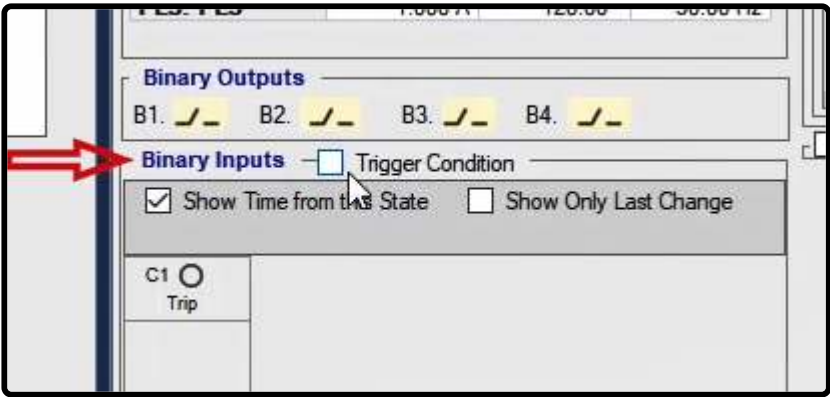 Binary Outputs
B1. B2. B3. B4.
Binary Inputs Trigger Condition
Show Time from this State Show Only Last Change
C1
Trip